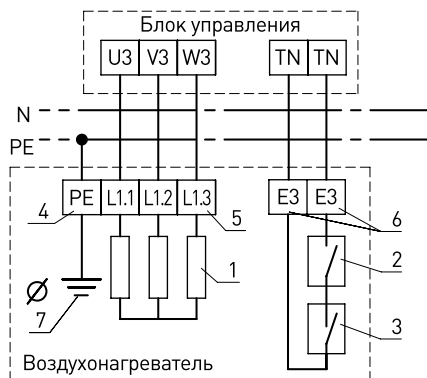 Блок управления
U3 V3 W3 TN TN
N
PE
4 PE L1.1 L1.2 L1.3 5 E3 E3 6
1 2
7 3
Воздухонагреватель